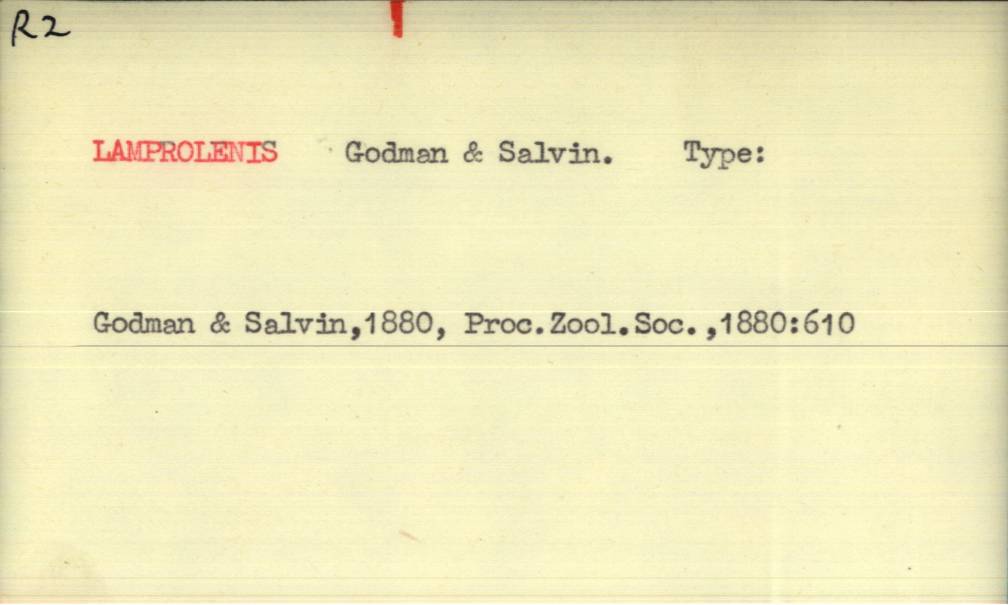 R2
LAMPROLENIS Godman & Salvin. Type:
Godman & Salvin,1880, Proc.Zool.Soc.,1880:610